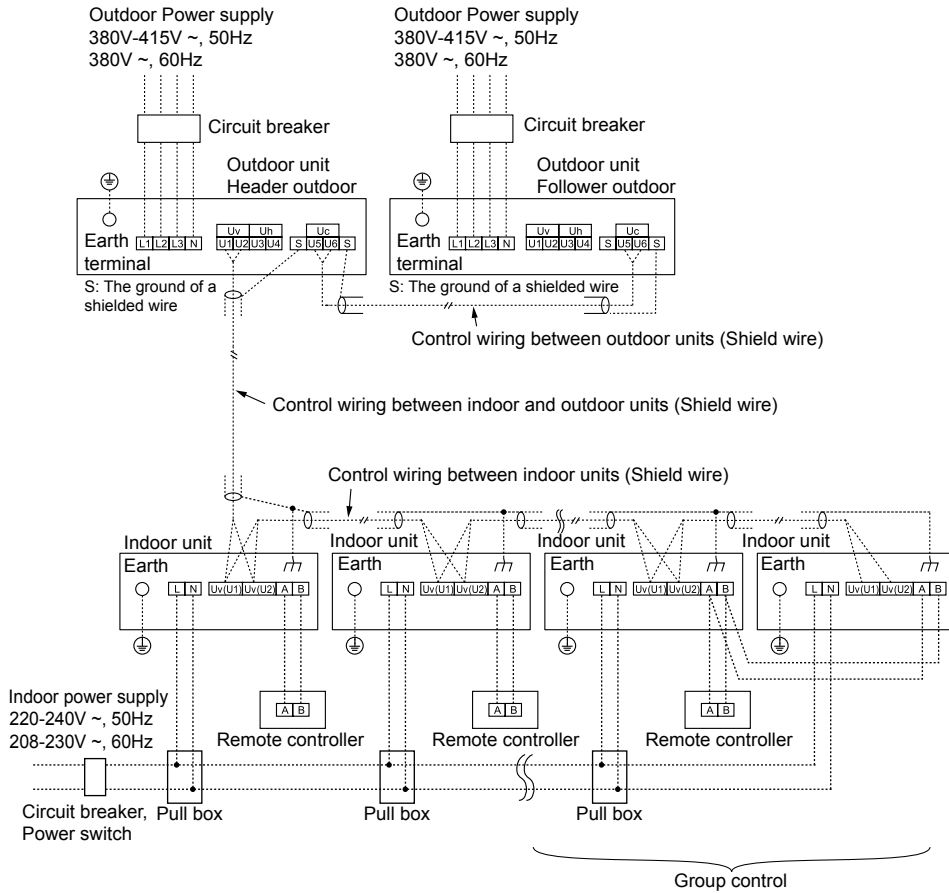 Outdoor Power supply
380V-415V ~, 50Hz
380V ~, 60Hz
Outdoor Power supply
380V-415V ~, 50Hz
380V ~, 60Hz
Circuit breaker
Circuit breaker
Outdoor unit
Header outdoor
Outdoor unit
Follower outdoor
Earth
terminal
L1 L2 L3 N
Uv Uh
U1 U2 U3 U4
Uc
S U5 U6 S
Earth
terminal
L1 L2 L3 N
Uv Uh
U1 U2 U3 U4
Uc
S U5 U6 S
S: The ground of a
shielded wire
S: The ground of a shielded wire
Control wiring between outdoor units (Shield wire)
Control wiring between indoor and outdoor units (Shield wire)
Control wiring between indoor units (Shield wire)
Indoor unit
Earth
L N Uv(U1) Uv(U2) A B
Indoor unit
Earth
L N Uv(U1) Uv(U2) A B
Indoor unit
Earth
L N Uv(U1) Uv(U2) A B
Indoor unit
Earth
L N Uv(U1) Uv(U2) A B
Indoor power supply
220-240V ~, 50Hz
208-230V ~, 60Hz
A B
Remote controller
A B
Remote controller
A B
Remote controller
Circuit breaker,
Power switch
Pull box
Pull box
Pull box
Group control